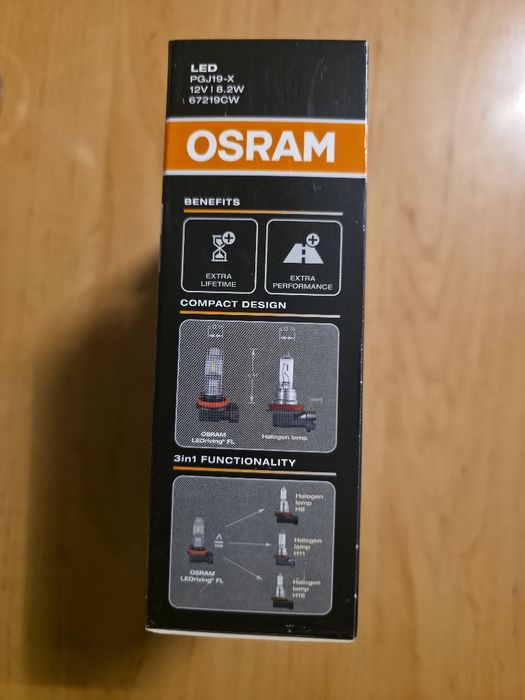 LED
PGJ19-X
12V | 8.2W
67219CW
OSRAM
BENEFITS
EXTRA
LIFETIME
EXTRA
PERFORMANCE
COMPACT DESIGN
[mm]
OSRAM
LEDriving® FL
Halogen lamp
3in1 FUNCTIONALITY
Halogen
lamp
H8
Halogen
lamp
H11
OSRAM
LEDriving® FL
Halogen
lamp
H16